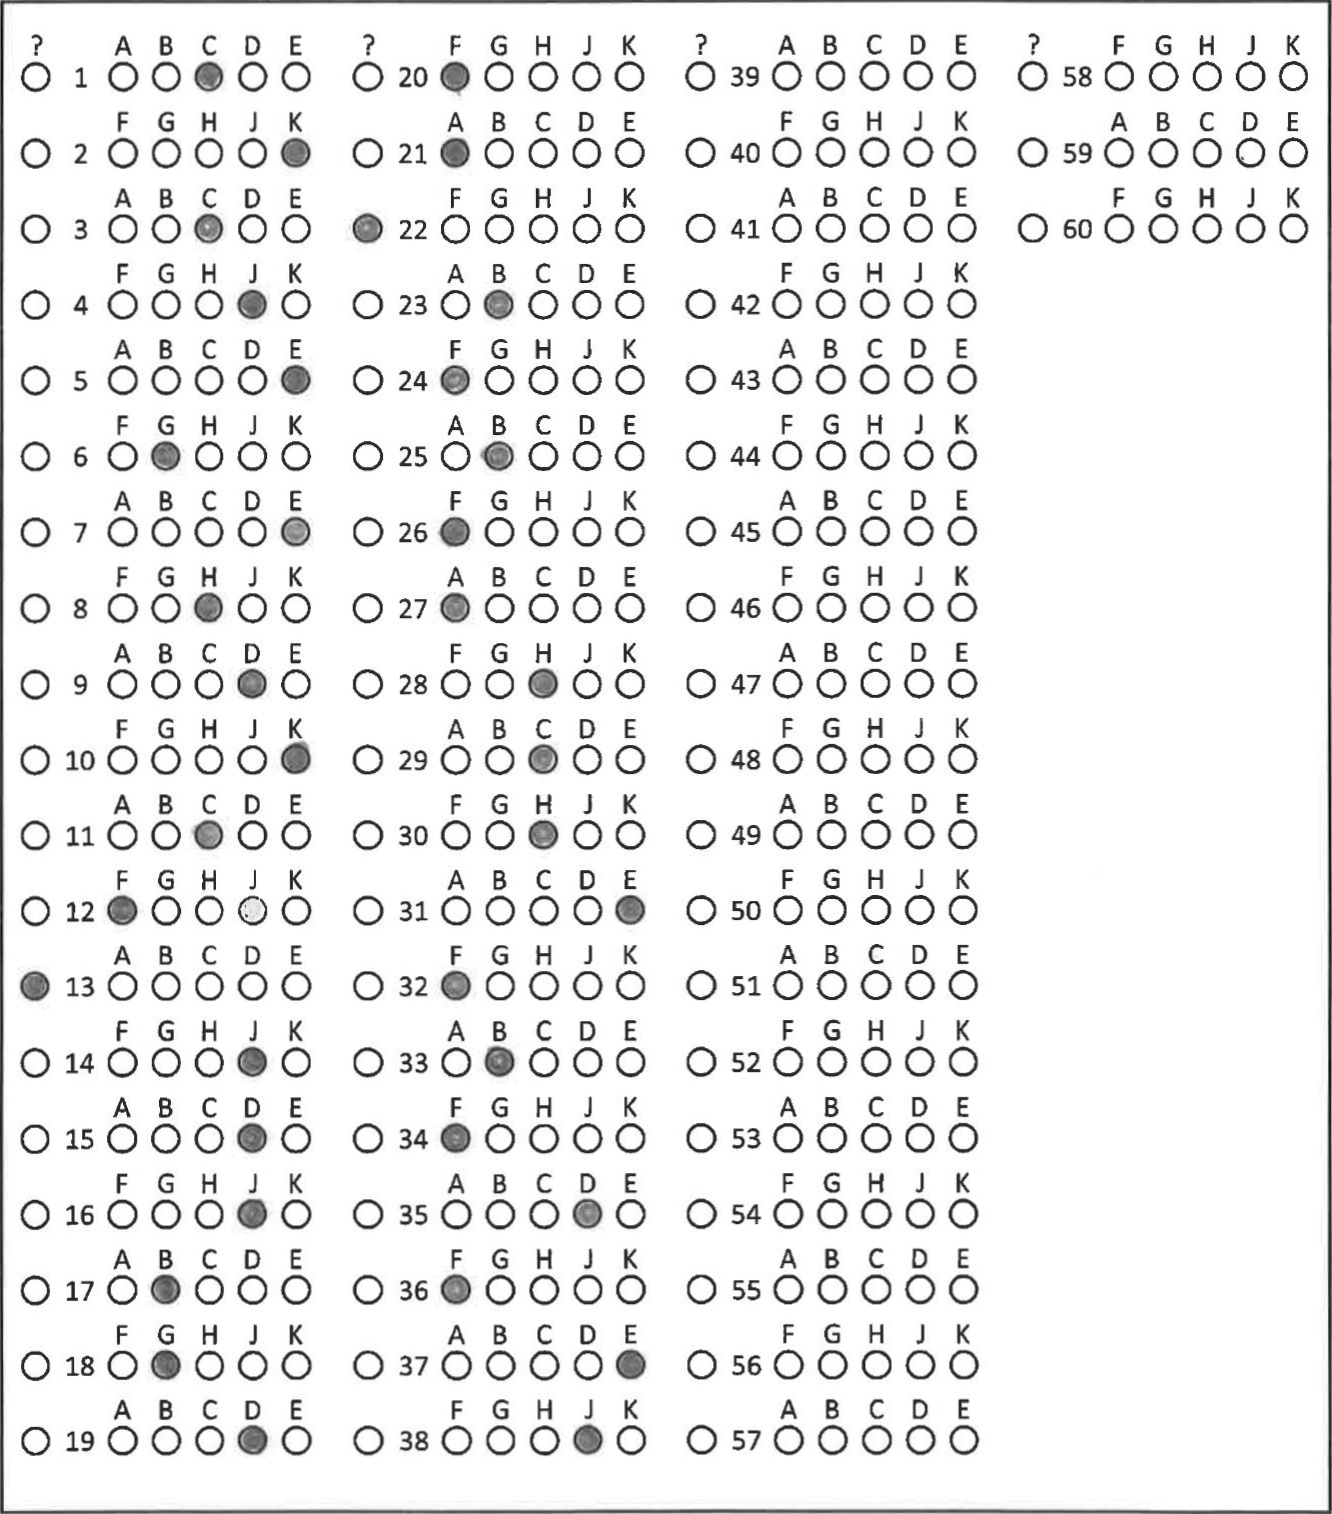 ? A B C D E ? F G H J K ? A B C D E ? F G H J K
1 20 39 58
F G H J K A B C D E F G H J K A B C D E
2 21 40 59
A B C D E F G H J K A B C D E F G H J K
3 22 41 60
F G H J K A B C D E F G H J K
4 23 42
A B C D E F G H J K A B C D E
5 24 43
F G H J K A B C D E F G H J K
6 25 44
A B C D E F G H J K A B C D E
7 26 45
F G H J K A B C D E F G H J K
8 27 46
A B C D E F G H J K A B C D E
9 28 47
F G H J K A B C D E F G H J K
10 29 48
A B C D E F G H J K A B C D E
11 30 49
F G H J K A B C D E F G H J K
12 31 50
A B C D E F G H J K A B C D E
13 32 51
F G H J K A B C D E F G H J K
14 33 52
A B C D E F G H J K A B C D E
15 34 53
F G H J K A B C D E F G H J K
16 35 54
A B C D E F G H J K A B C D E
17 36 55
F G H J K A B C D E F G H J K
18 37 56
A B C D E F G H J K A B C D E
19 38 57